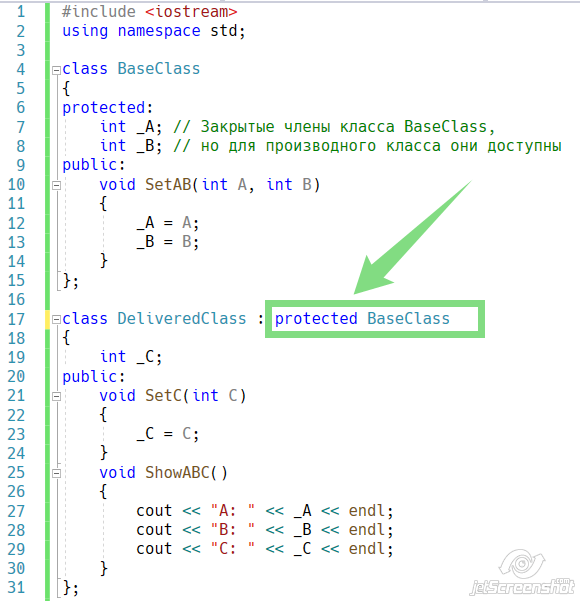 1 #include <iostream>
2 using namespace std;
3
4 class BaseClass
5 {
6 protected:
7 int _A; // Закрытые члены класса BaseClass,
8 int _B; // но для производного класса они доступны
9 public:
10 void SetAB(int A, int B)
11 {
12 _A = A;
13 _B = B;
14 }
15 };
16
17 class DeliveredClass : protected BaseClass
18 {
19 int _C;
20 public:
21 void SetC(int C)
22 {
23 _C = C;
24 }
25 void ShowABC()
26 {
27 cout << "A: " << _A << endl;
28 cout << "B: " << _B << endl;
29 cout << "C: " << _C << endl;
30 }
31 };
jetScreenshot